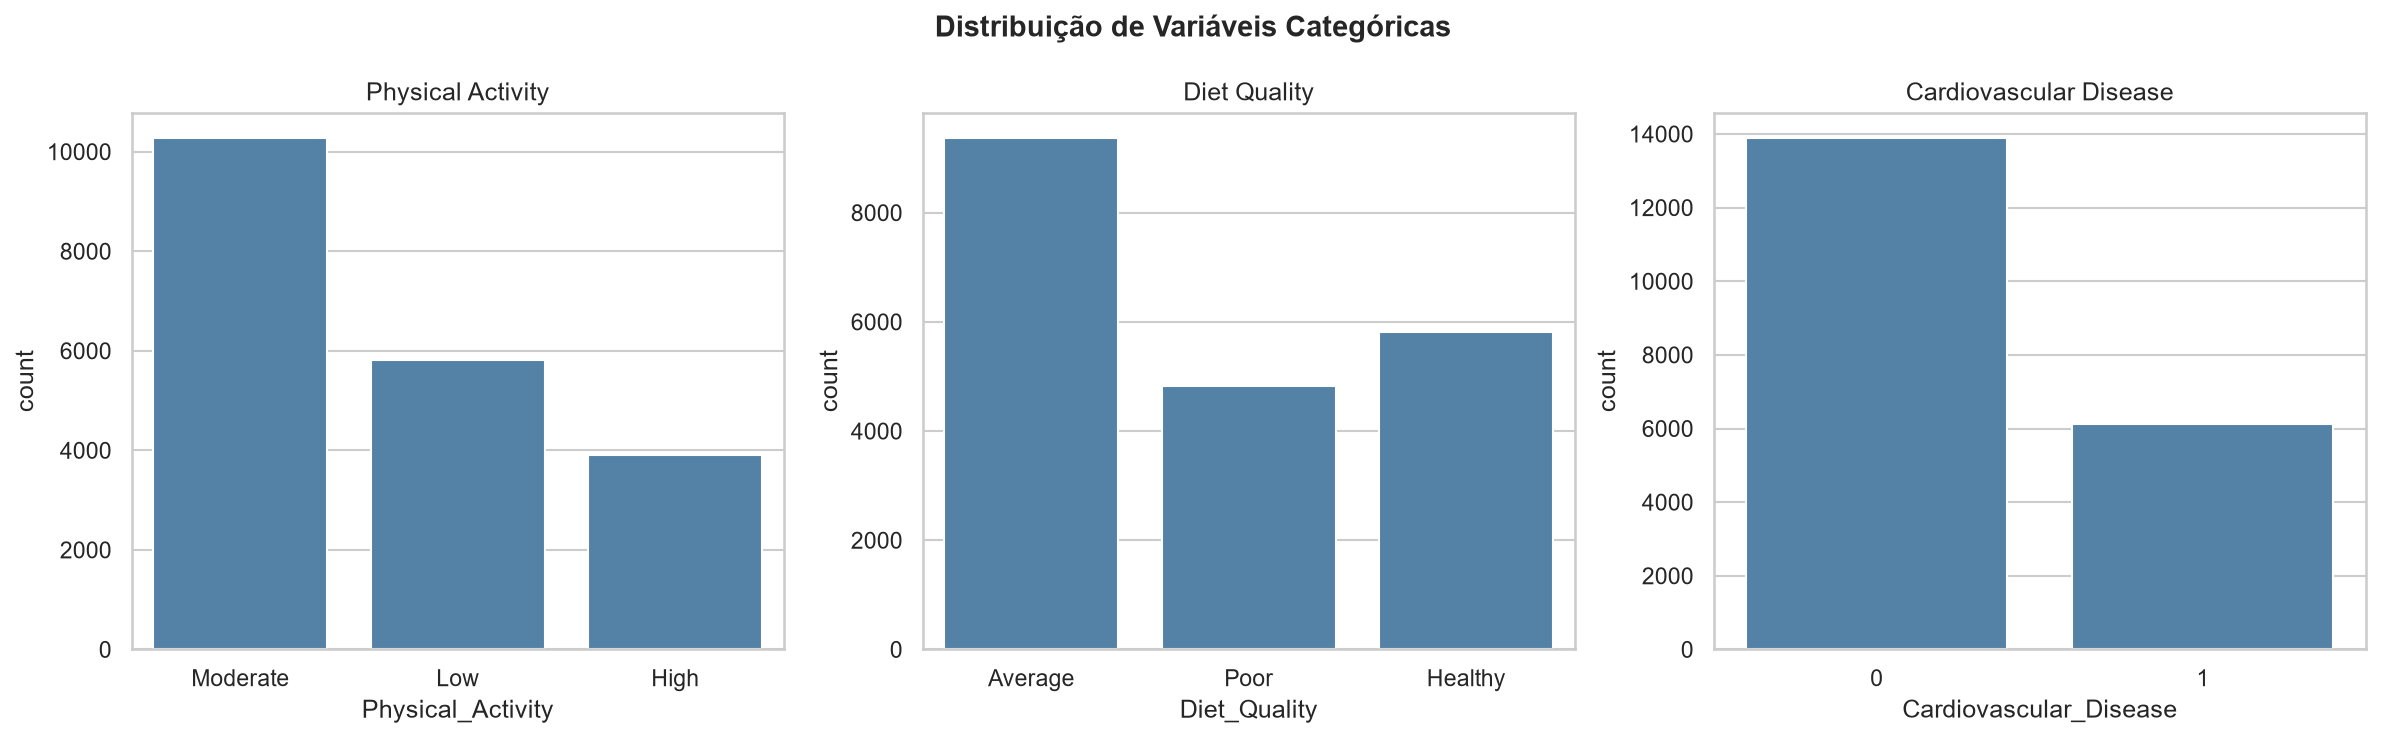 Distribuição de Variáveis Categóricas
Physical Activity
10000
8000
6000
4000
2000
0
count
Moderate Low High
Physical_Activity
Diet Quality
8000
6000
4000
2000
0
count
Average Poor Healthy
Diet_Quality
Cardiovascular Disease
14000
12000
10000
8000
6000
4000
2000
0
count
0 1
Cardiovascular_Disease